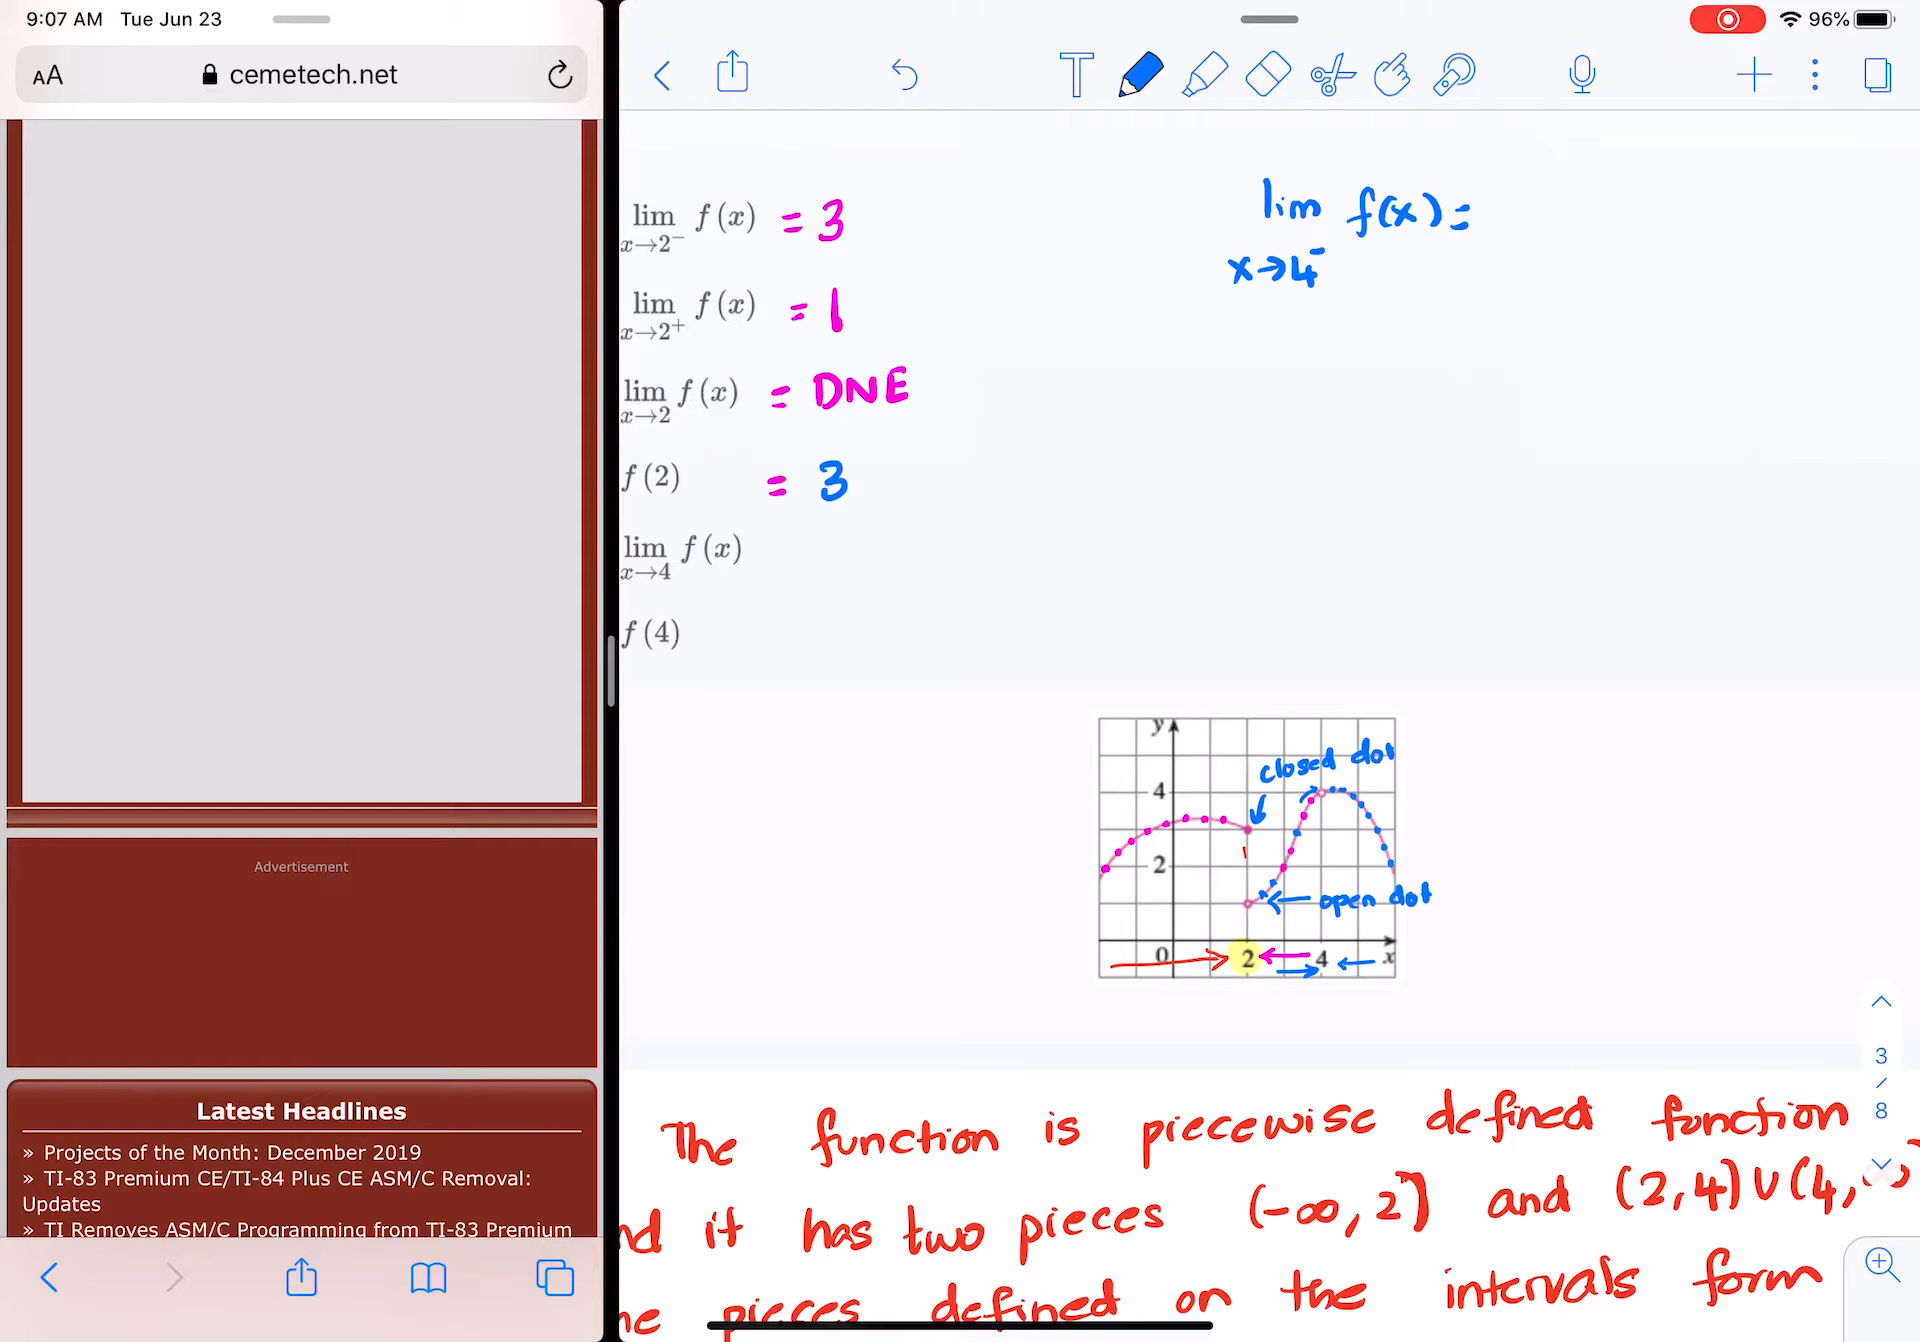 9:07 AM Tue Jun 23
96%
AA cemetech.net
lim f(x) = 3
x→2⁻
lim f(x) = 1
x→2⁺
lim f(x) = DNE
x→2
f(2) = 3
lim f(x)
x→4
f(4)
lim f(x) =
x→4⁻
y
closed dot
4
2
open dot
0 2 4 x
Advertisement
Latest Headlines
» Projects of the Month: December 2019
» TI-83 Premium CE/TI-84 Plus CE ASM/C Removal:
Updates
» TI Removes ASM/C Programming from TI-83 Premium
3
/
8
The function is piecewise defined function
nd it has two pieces (-∞, 2] and (2,4)∪(4,∞)
pieces defined on the intervals form